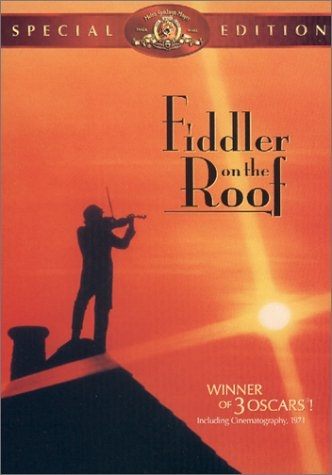 SPECIAL EDITION
Fiddler
on the
Roof
WINNER
OF 3 OSCARS!
Including Cinematography, 1971